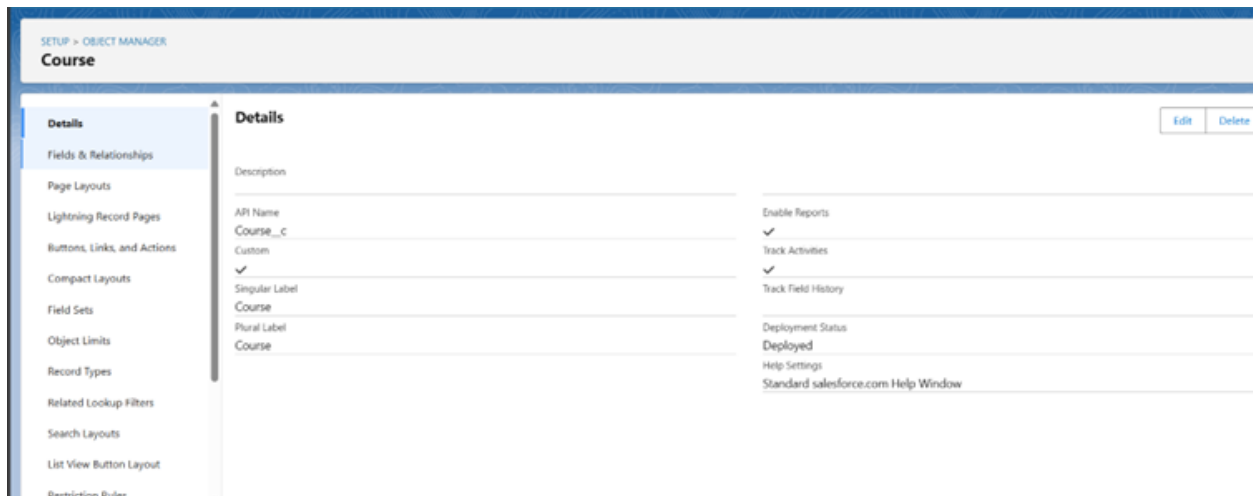 SETUP > OBJECT MANAGER
Course
Details
Fields & Relationships
Page Layouts
Lightning Record Pages
Buttons, Links, and Actions
Compact Layouts
Field Sets
Object Limits
Record Types
Related Lookup Filters
Search Layouts
List View Button Layout
Restriction Rules
Details
Edit
Delete
Description
API Name
Course__c
Custom
Singular Label
Course
Plural Label
Course
Enable Reports
Track Activities
Track Field History
Deployment Status
Deployed
Help Settings
Standard salesforce.com Help Window